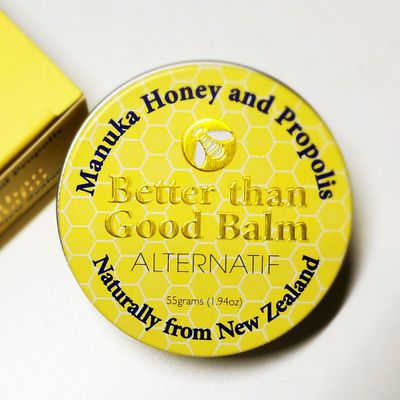 Manuka Honey and Propolis
Better than
Good Balm
ALTERNATIF
55grams (1.94oz)
Naturally from New Zealand